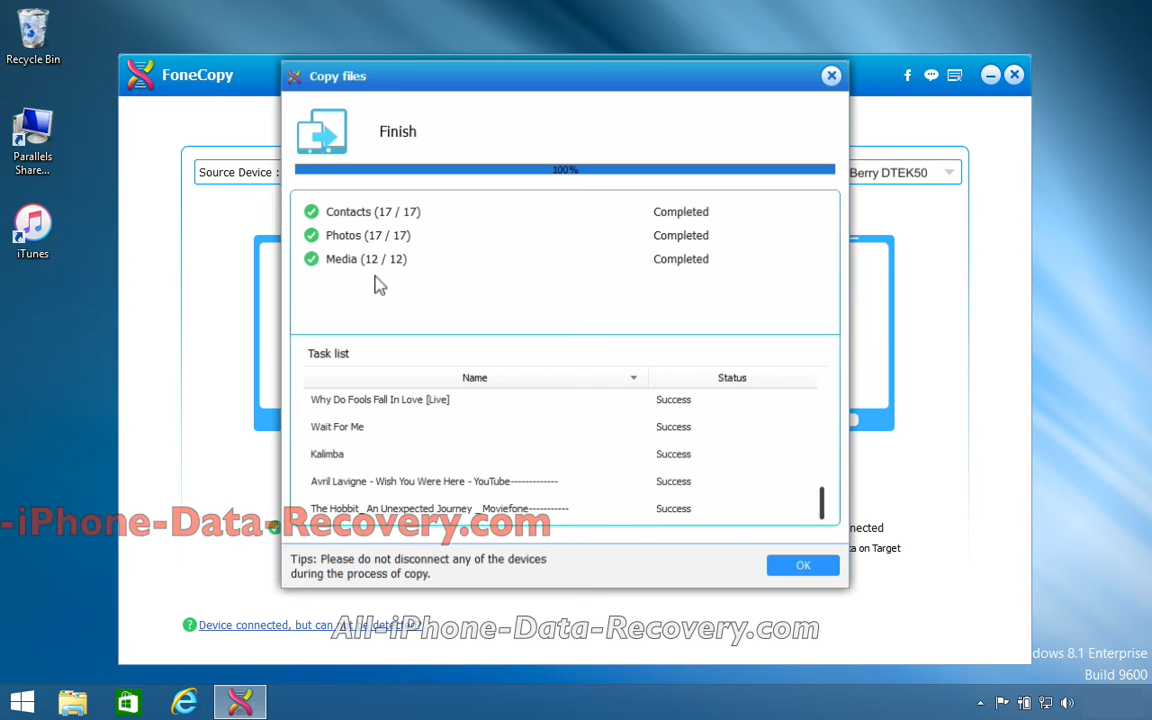 Recycle Bin
Parallels
Share...
iTunes
FoneCopy
Copy files
Finish
100%
Source Device :
Berry DTEK50
Contacts (17 / 17) Completed
Photos (17 / 17) Completed
Media (12 / 12) Completed
Task list
Name Status
Why Do Fools Fall In Love [Live] Success
Wait For Me Success
Kalimba Success
Avril Lavigne - Wish You Were Here - YouTube------------- Success
The Hobbit_ An Unexpected Journey _Moviefone----------- Success
-iPhone-Data-Recovery.com
nnected
a on Target
Tips: Please do not disconnect any of the devices
during the process of copy.
OK
Device connected, but can
All-iPhone-Data-Recovery.com
dows 8.1 Enterprise
Build 9600